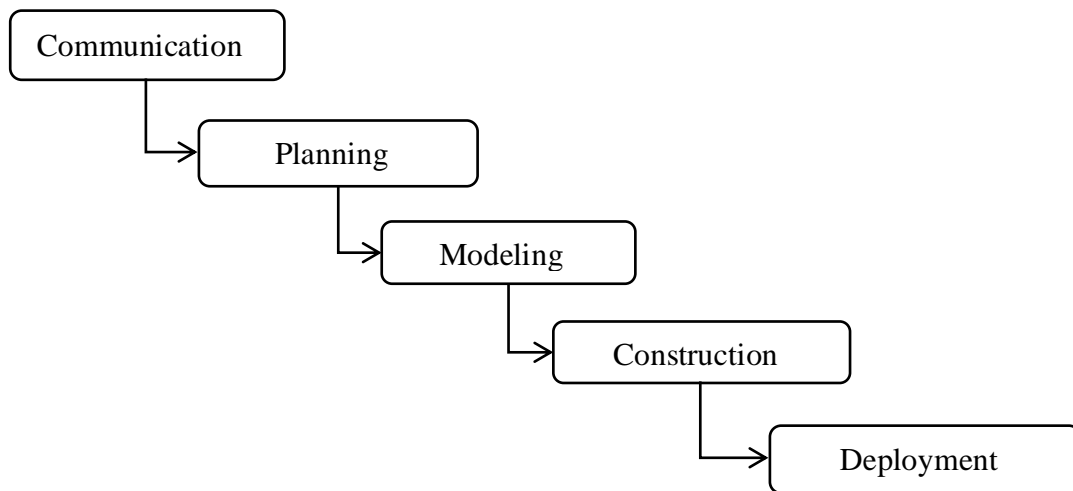 Communication
Planning
Modeling
Construction
Deployment